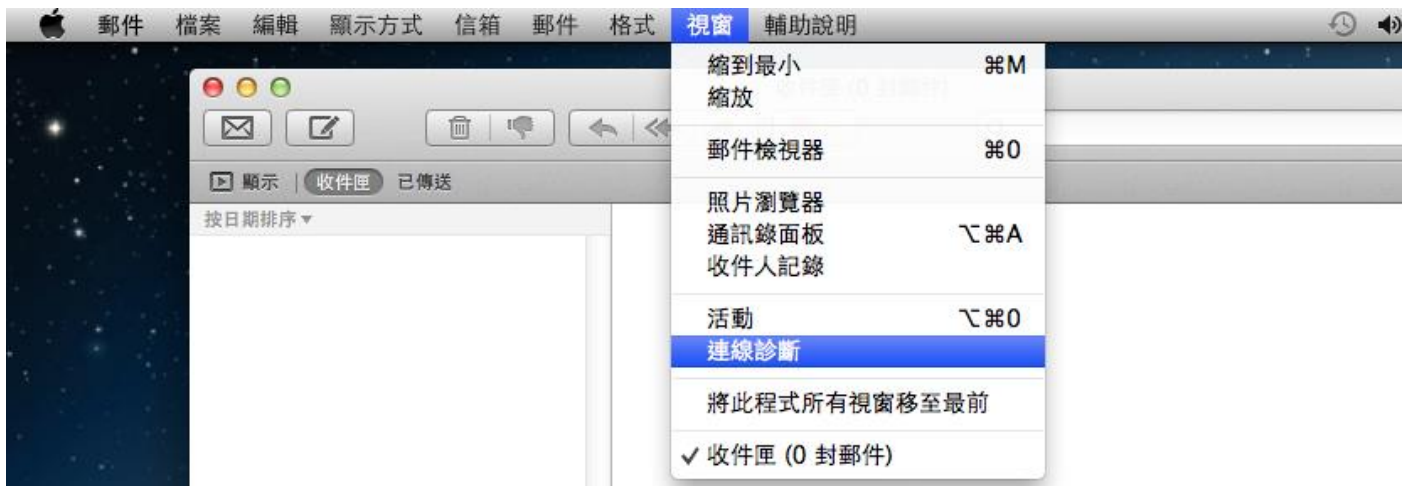 郵件 檔案 編輯 顯示方式 信箱 郵件 格式 視窗 輔助說明
縮到最小 ⌘M
縮放
郵件檢視器 ⌘0
顯示 收件匣 已傳送
照片瀏覽器
按日期排序
通訊錄面板 ⌥⌘A
收件人記錄
活動 ⌥⌘0
連線診斷
將此程式所有視窗移至最前
✓ 收件匣 (0 封郵件)